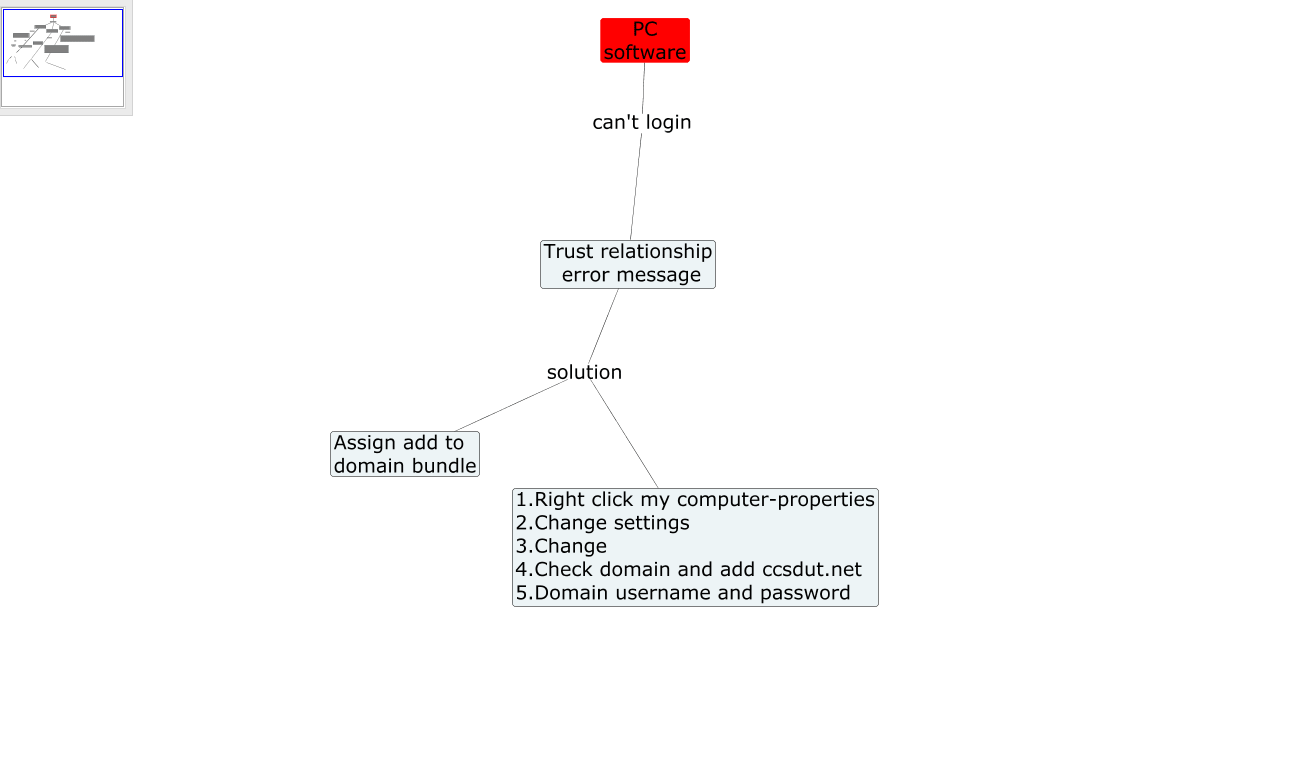 PC
software
can't login
Trust relationship
error message
solution
Assign add to
domain bundle
1.Right click my computer-properties
2.Change settings
3.Change
4.Check domain and add ccsdut.net
5.Domain username and password